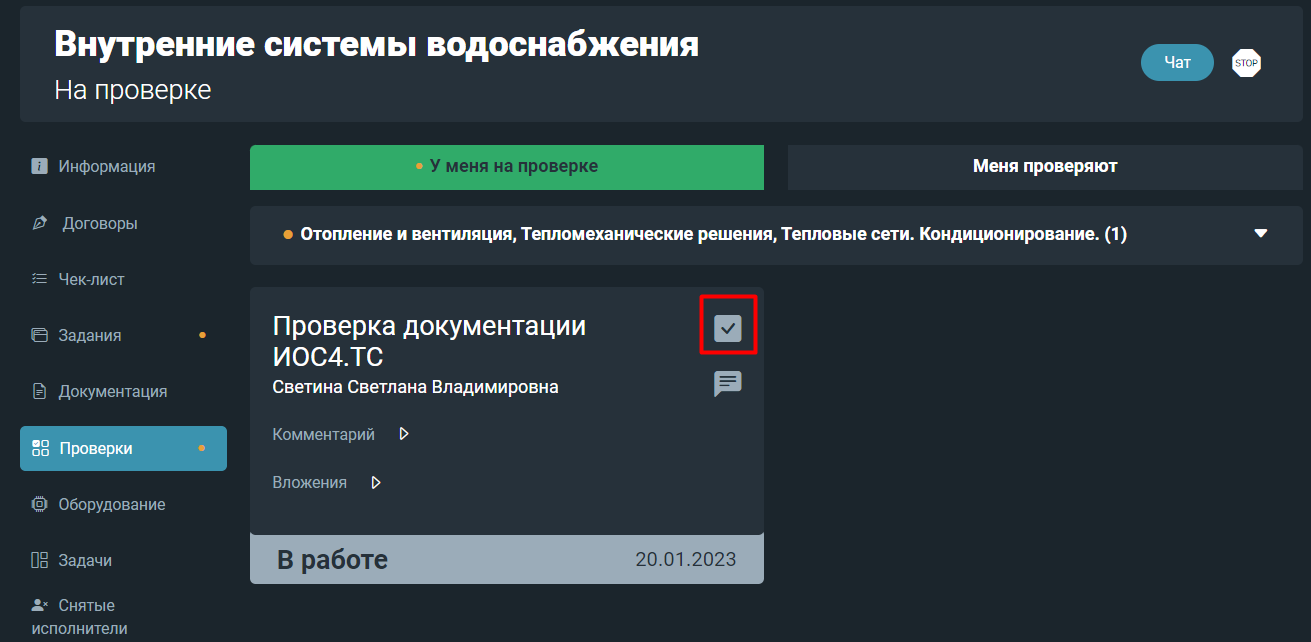 Внутренние системы водоснабжения
На проверке
Чат
STOP
Информация
Договоры
Чек-лист
Задания
Документация
Проверки
Оборудование
Задачи
Снятые
исполнители
У меня на проверке
Меня проверяют
Отопление и вентиляция, Тепломеханические решения, Тепловые сети. Кондиционирование. (1)
Проверка документации
ИОС4.ТС
Светина Светлана Владимировна
Комментарий
Вложения
В работе
20.01.2023